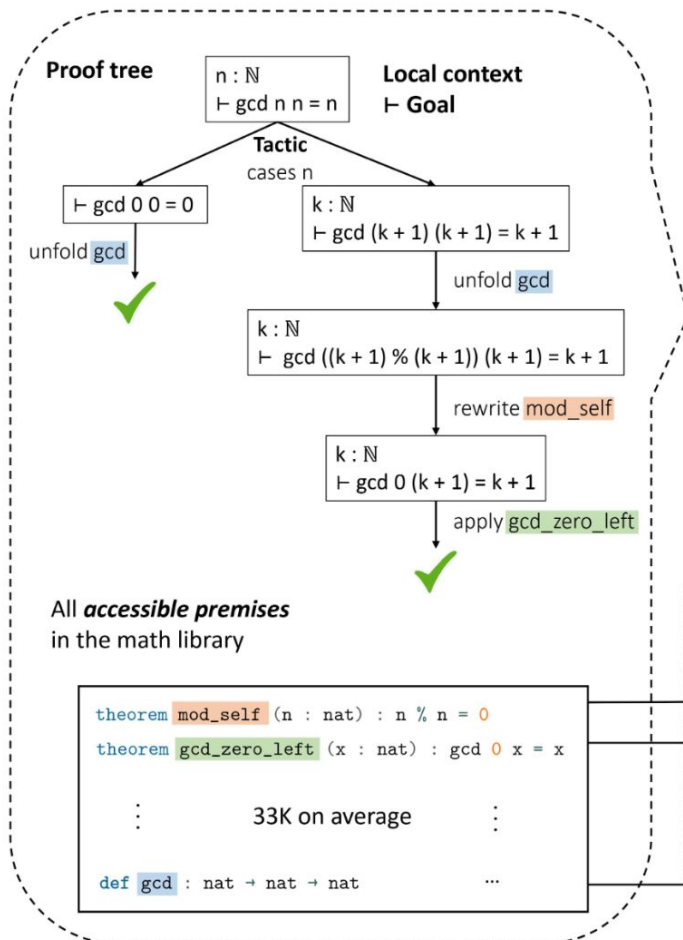 Proof tree
n : ℕ
⊢ gcd n n = n
Local context
⊢ Goal
Tactic
cases n
⊢ gcd 0 0 = 0
k : ℕ
⊢ gcd (k + 1) (k + 1) = k + 1
unfold gcd
unfold gcd
k : ℕ
⊢ gcd ((k + 1) % (k + 1)) (k + 1) = k + 1
rewrite mod_self
k : ℕ
⊢ gcd 0 (k + 1) = k + 1
apply gcd_zero_left
All accessible premises
in the math library
theorem mod_self (n : nat) : n % n = 0
theorem gcd_zero_left (x : nat) : gcd 0 x = x
⋮ 33K on average ⋮
def gcd : nat → nat → nat ...